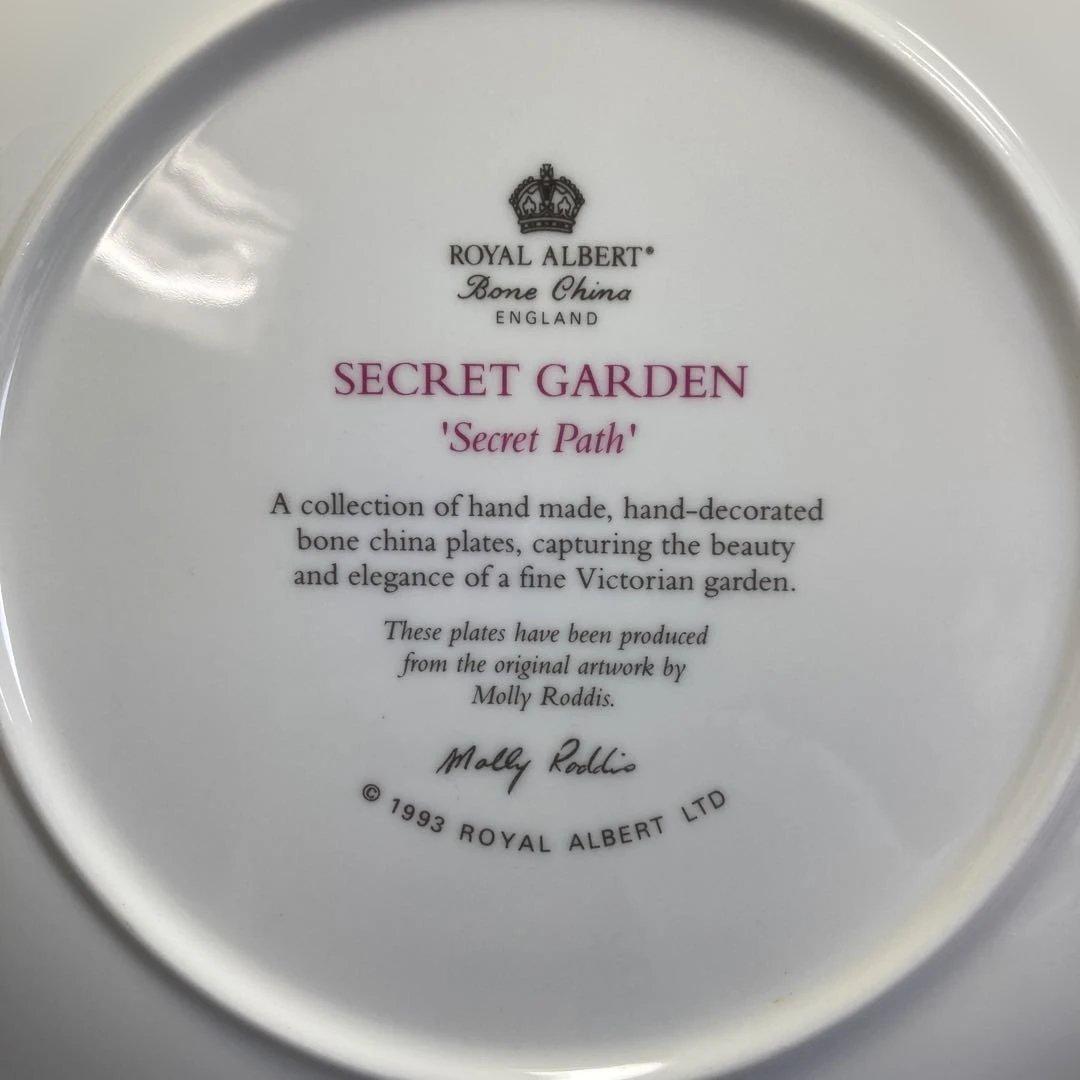 ROYAL ALBERT®
Bone China
ENGLAND
SECRET GARDEN
'Secret Path'
A collection of hand made, hand-decorated
bone china plates, capturing the beauty
and elegance of a fine Victorian garden.
These plates have been produced
from the original artwork by
Molly Roddis.
Molly Roddis
© 1993 ROYAL ALBERT LTD